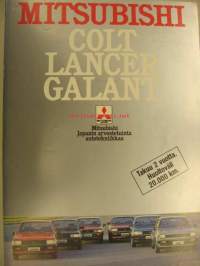 MITSUBISHI
COLT
LANCER
GALANT
Mitsubishi
Japanin arvostetuinta
autotekniikkaa
Takuu 2 vuotta.
Huoltoväli
20.000 km.